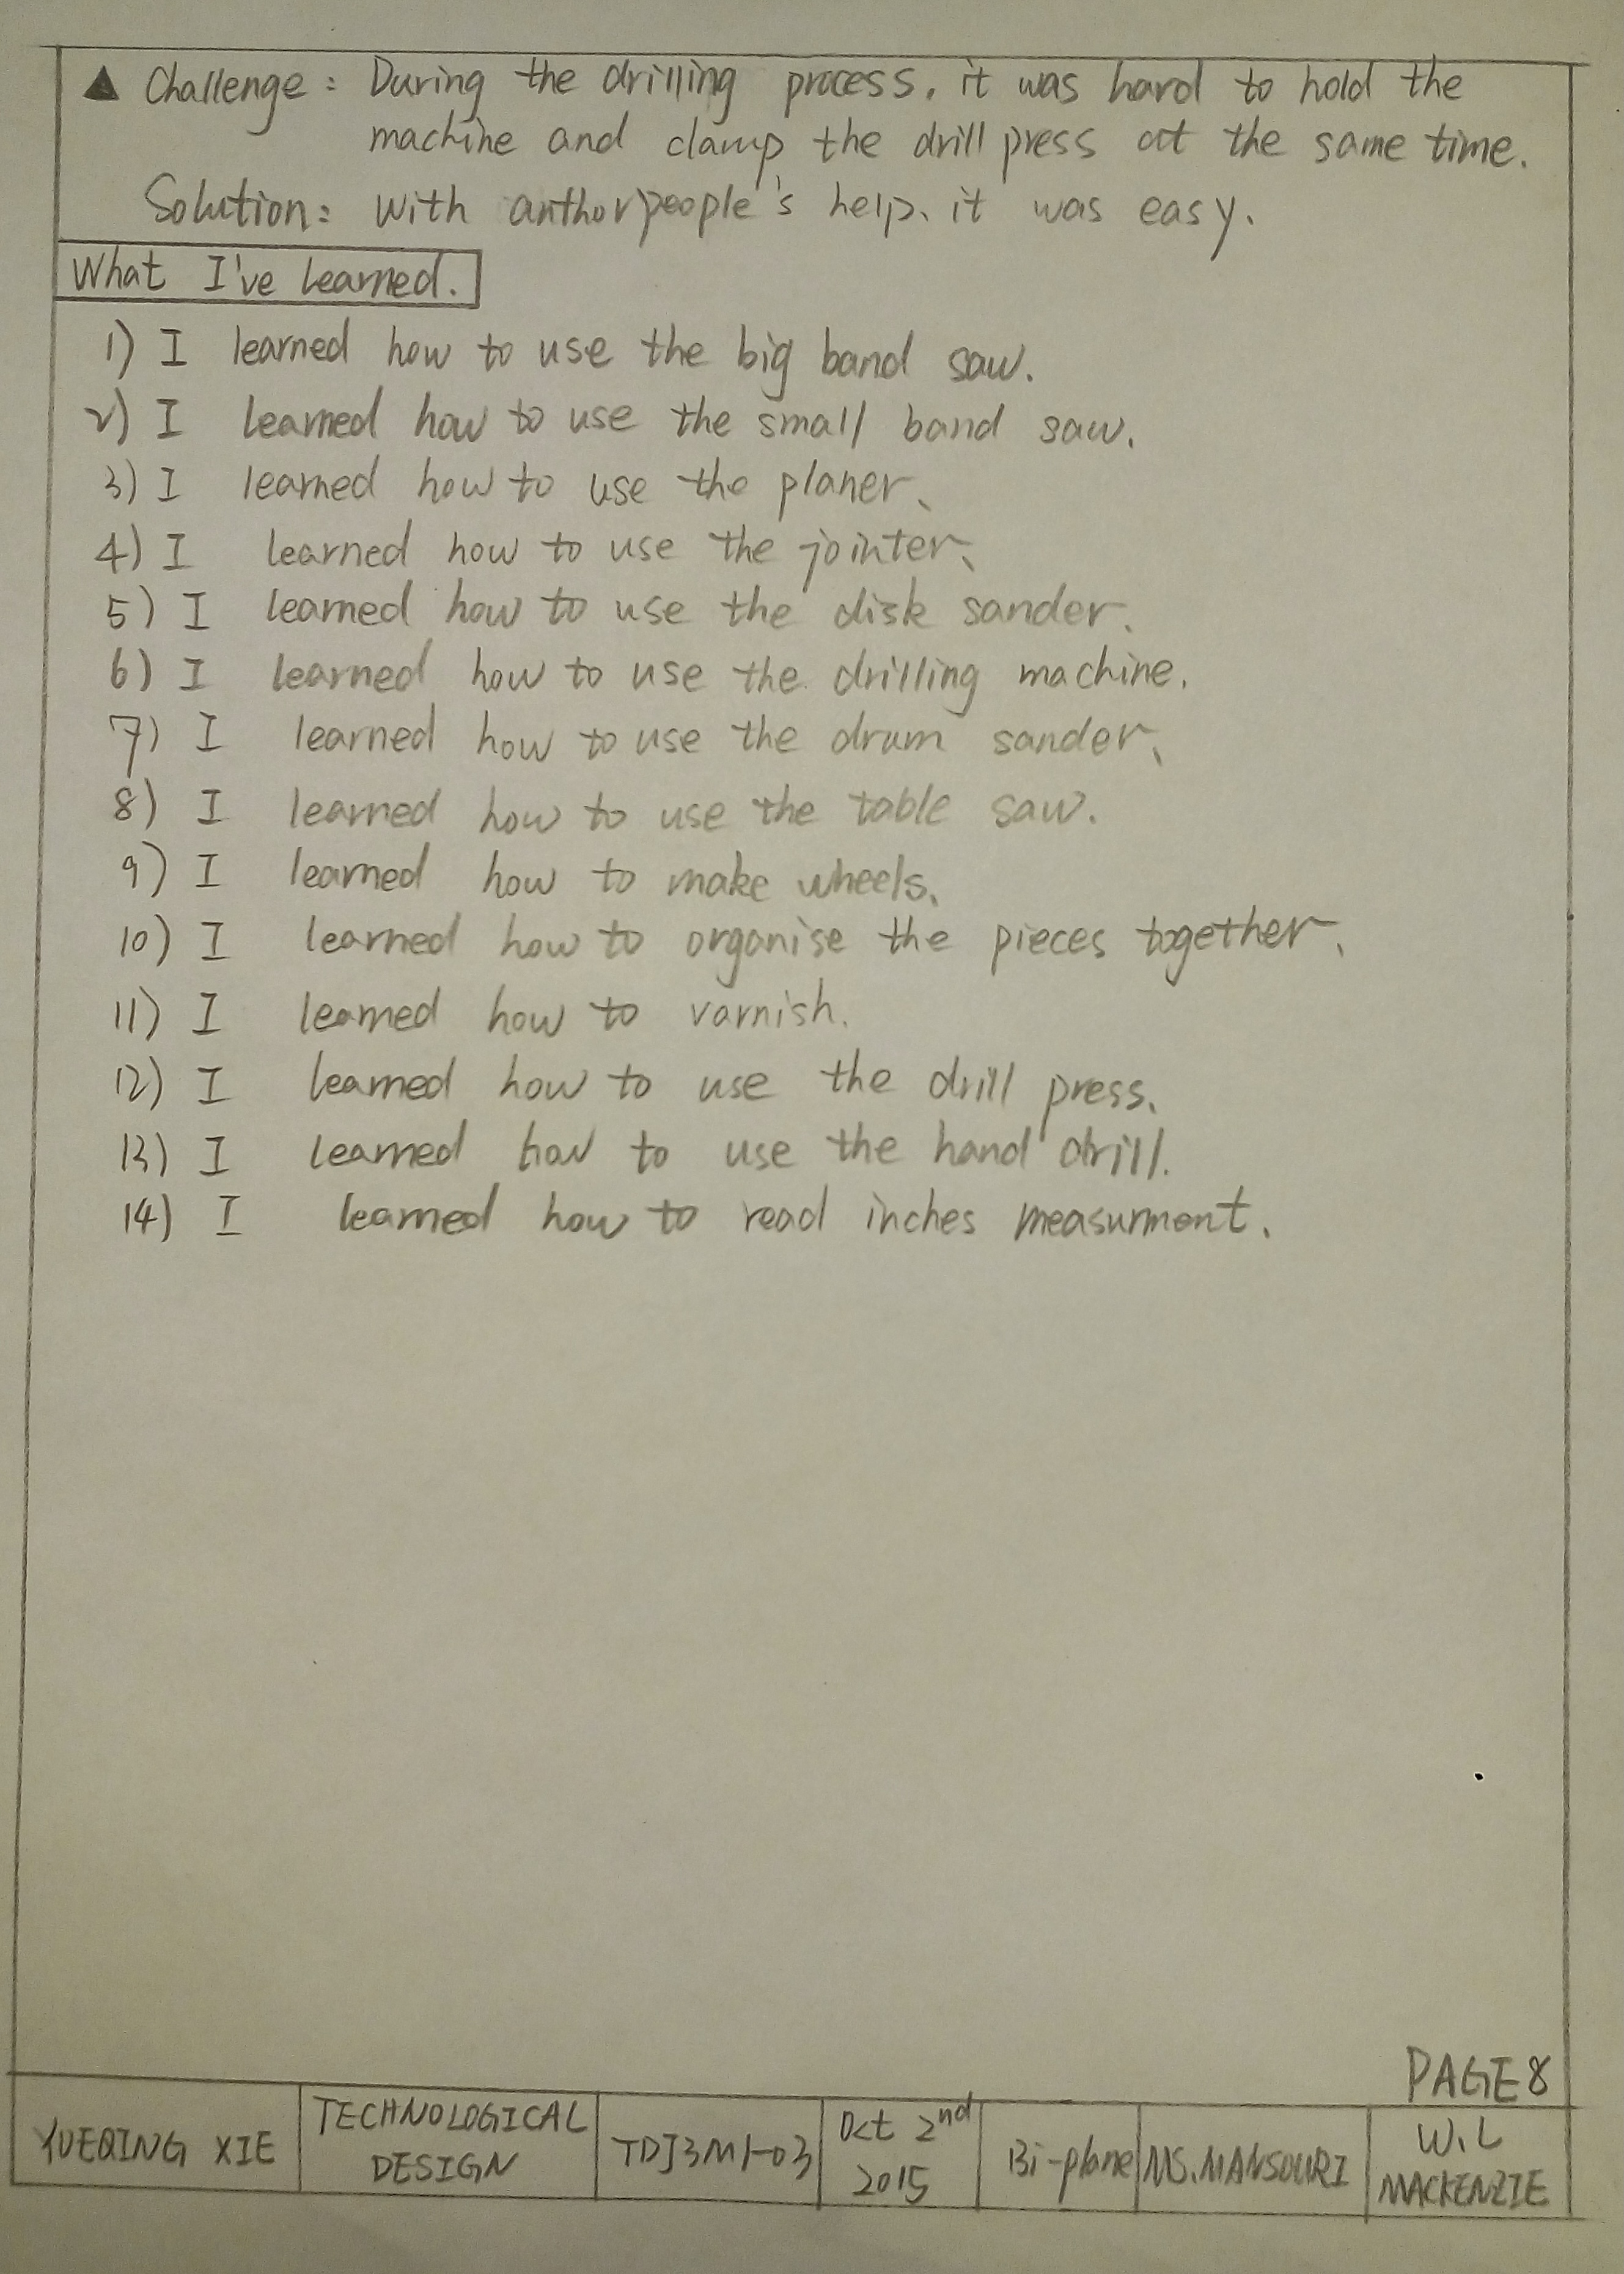 ▲ Challenge: During the drilling process, it was hard to hold the
machine and clamp the drill press at the same time.
Solution: With anthor people's help, it was easy.
What I've learned.
1) I learned how to use the big band saw.
2) I learned how to use the small band saw.
3) I learned how to use the planer.
4) I learned how to use the jointer.
5) I learned how to use the disk sander.
6) I learned how to use the drilling machine.
7) I learned how to use the drum sander.
8) I learned how to use the table saw.
9) I learned how to make wheels.
10) I learned how to organise the pieces together.
11) I learned how to varnish.
12) I learned how to use the drill press.
13) I learned how to use the hand drill.
14) I learned how to read inches measurment.
PAGE 8
YUEQING XIE
TECHNOLOGICAL
DESIGN
TDJ3M1-03
Oct 2nd
2015
Bi-plane
MS. MANSOURI
W.L
MACKENZIE